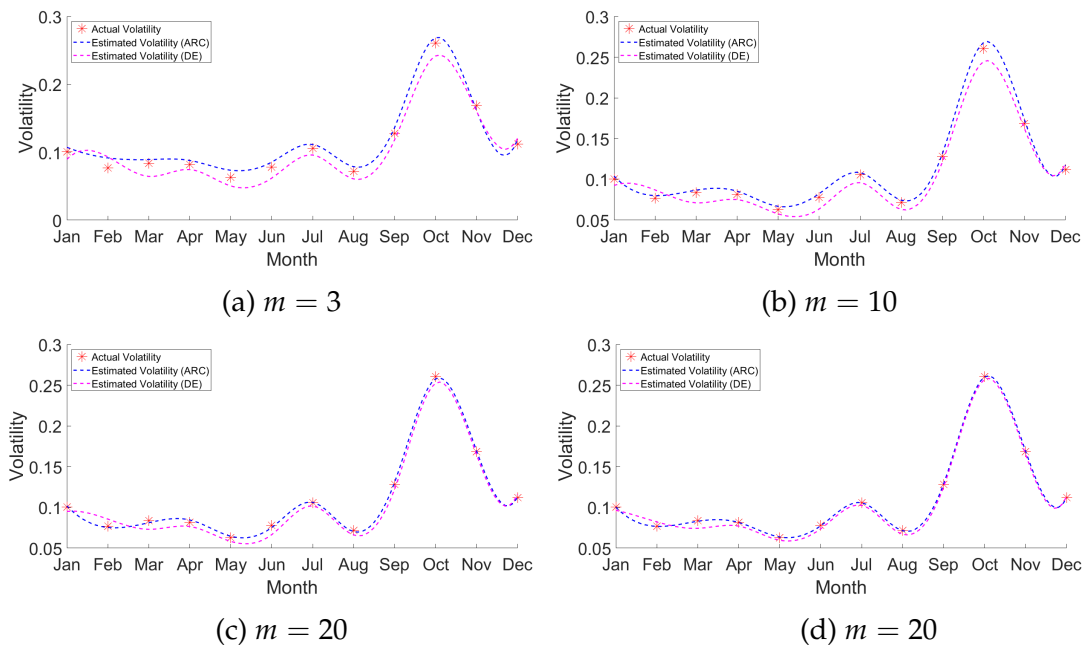 0.3
0.2
0.1
0
Volatility
Actual Volatility
Estimated Volatility (ARC)
Estimated Volatility (DE)
Jan Feb Mar Apr May Jun Jul Aug Sep Oct Nov Dec
Month
(a) m = 3
0.3
0.25
0.2
0.15
0.1
0.05
Volatility
Actual Volatility
Estimated Volatility (ARC)
Estimated Volatility (DE)
Jan Feb Mar Apr May Jun Jul Aug Sep Oct Nov Dec
Month
(b) m = 10
0.3
0.25
0.2
0.15
0.1
0.05
Volatility
Actual Volatility
Estimated Volatility (ARC)
Estimated Volatility (DE)
Jan Feb Mar Apr May Jun Jul Aug Sep Oct Nov Dec
Month
(c) m = 20
0.3
0.25
0.2
0.15
0.1
0.05
Volatility
Actual Volatility
Estimated Volatility (ARC)
Estimated Volatility (DE)
Jan Feb Mar Apr May Jun Jul Aug Sep Oct Nov Dec
Month
(d) m = 20